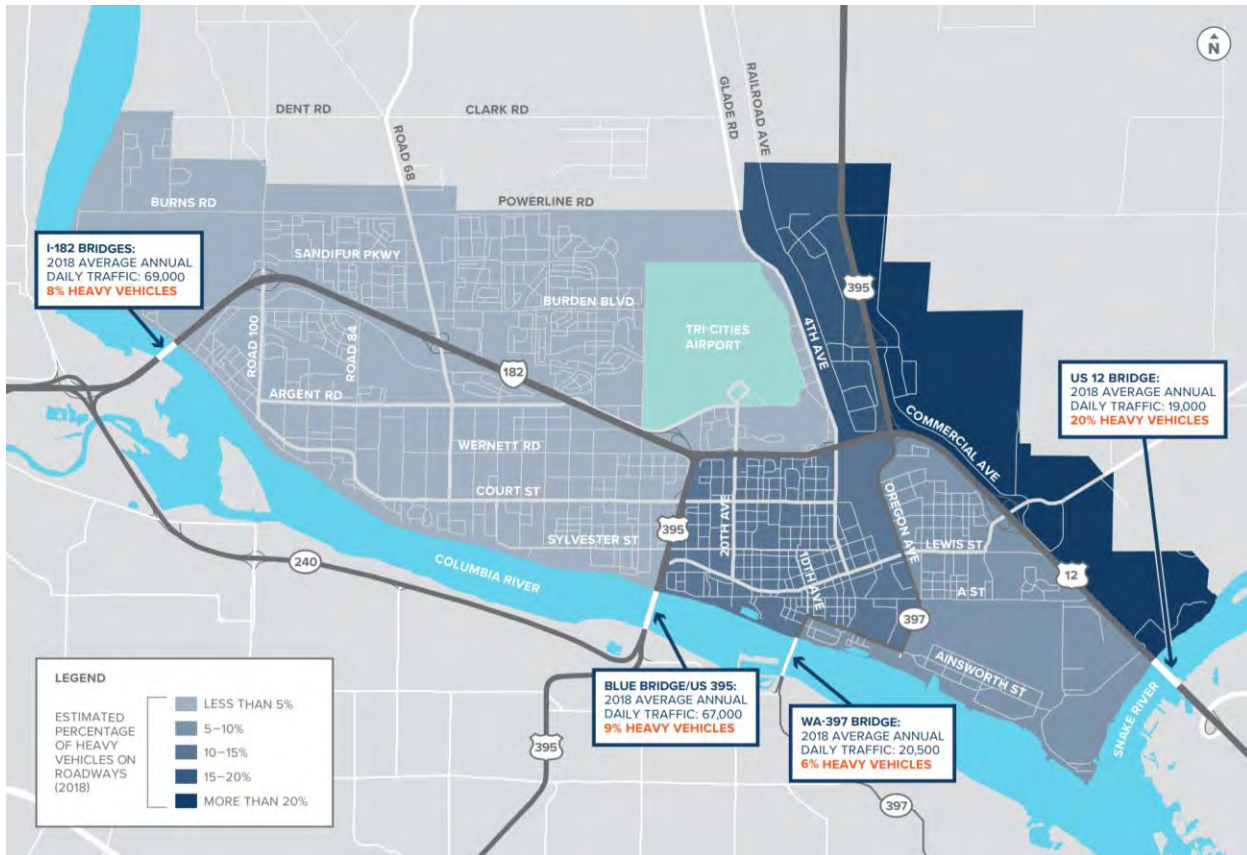 N
DENT RD
CLARK RD
ROAD 68
GLADE RD
RAILROAD AVE
BURNS RD
POWERLINE RD
I-182 BRIDGES:
2018 AVERAGE ANNUAL
DAILY TRAFFIC: 69,000
8% HEAVY VEHICLES
SANDIFUR PKWY
BURDEN BLVD
395
TRI-CITIES
AIRPORT
4TH AVE
ROAD 100
ROAD 84
182
US 12 BRIDGE:
2018 AVERAGE ANNUAL
DAILY TRAFFIC: 19,000
20% HEAVY VEHICLES
ARGENT RD
COMMERCIAL AVE
WERNETT RD
COURT ST
OREGON AVE
395
20TH AVE
SYLVESTER ST
LEWIS ST
240
COLUMBIA RIVER
12
10TH AVE
A ST
397
AINSWORTH ST
SNAKE RIVER
BLUE BRIDGE/US 395:
2018 AVERAGE ANNUAL
DAILY TRAFFIC: 67,000
9% HEAVY VEHICLES
WA-397 BRIDGE:
2018 AVERAGE ANNUAL
DAILY TRAFFIC: 20,500
6% HEAVY VEHICLES
395
397
LEGEND
ESTIMATED
PERCENTAGE
OF HEAVY
VEHICLES ON
ROADWAYS
(2018)
LESS THAN 5%
5–10%
10–15%
15–20%
MORE THAN 20%